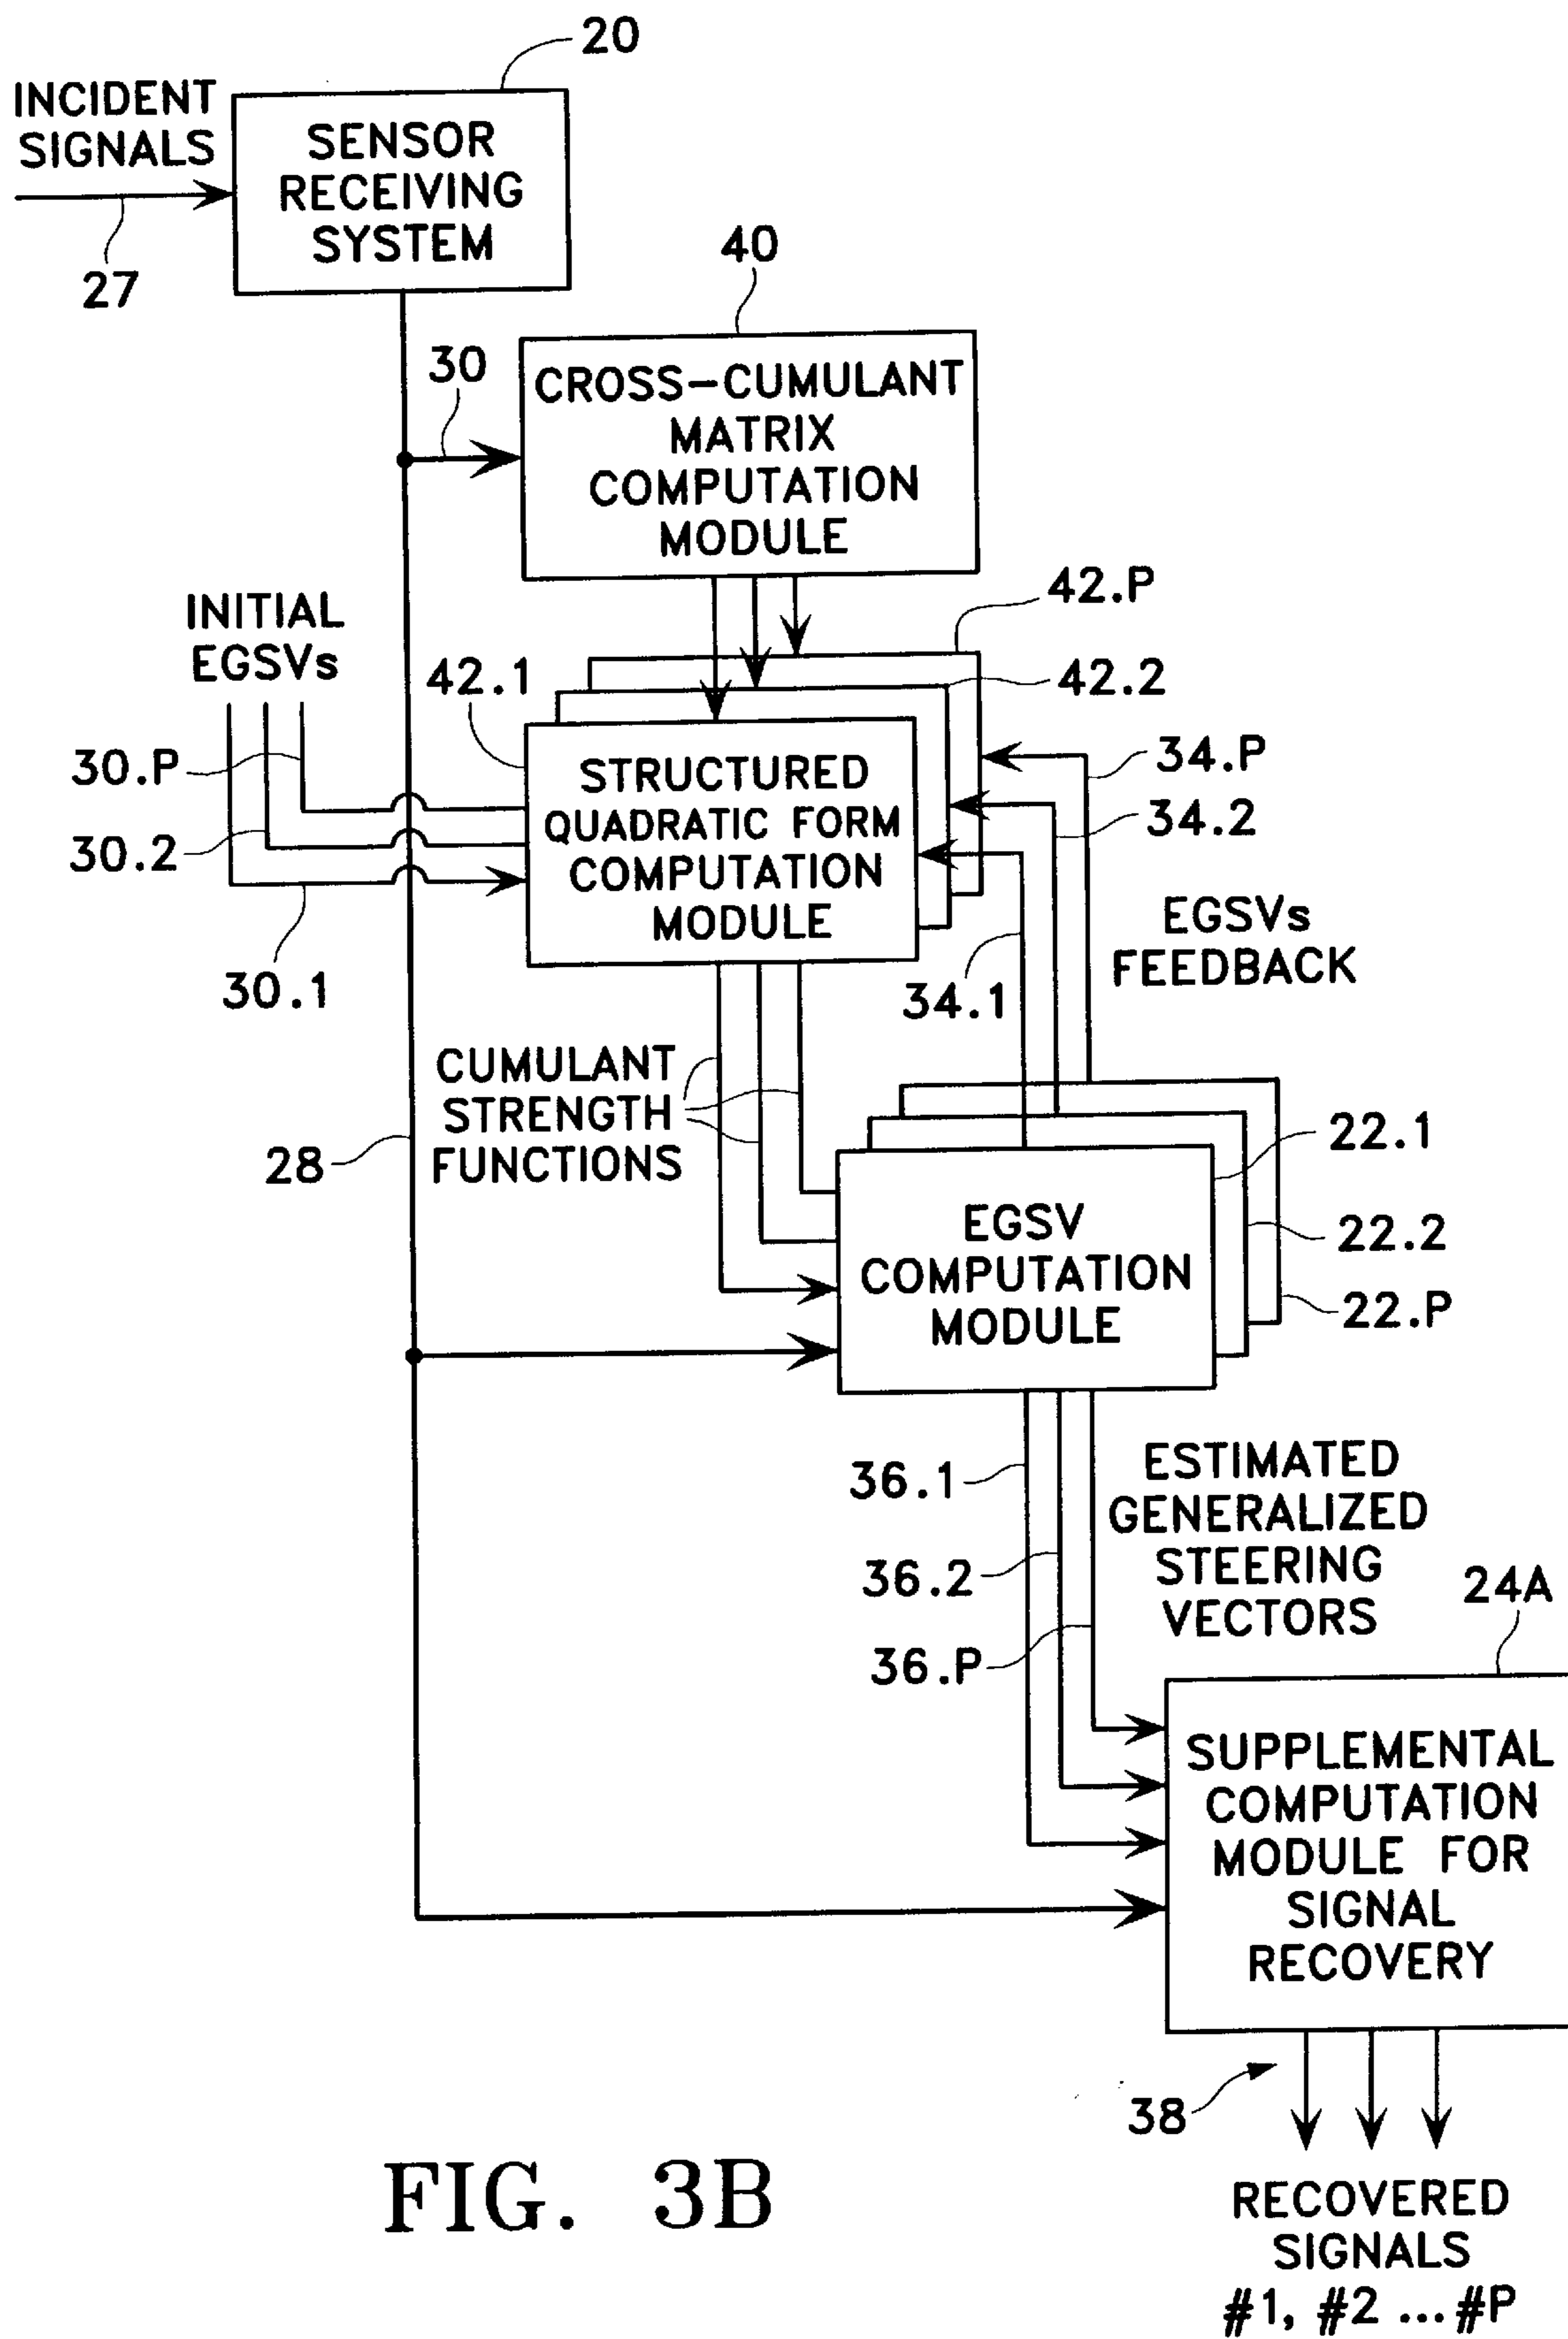 20
INCIDENT
SIGNALS
27
SENSOR
RECEIVING
SYSTEM
40
30
CROSS-CUMULANT
MATRIX
COMPUTATION
MODULE
INITIAL
EGSVs
42.P
42.1
42.2
30.P
30.2
30.1
STRUCTURED
QUADRATIC FORM
COMPUTATION
MODULE
34.P
34.2
34.1
EGSVs
FEEDBACK
CUMULANT
STRENGTH
FUNCTIONS
28
22.1
22.2
22.P
EGSV
COMPUTATION
MODULE
36.1
36.2
36.P
ESTIMATED
GENERALIZED
STEERING
VECTORS
24A
SUPPLEMENTAL
COMPUTATION
MODULE FOR
SIGNAL
RECOVERY
38
RECOVERED
SIGNALS
#1, #2 ... #P
FIG. 3B